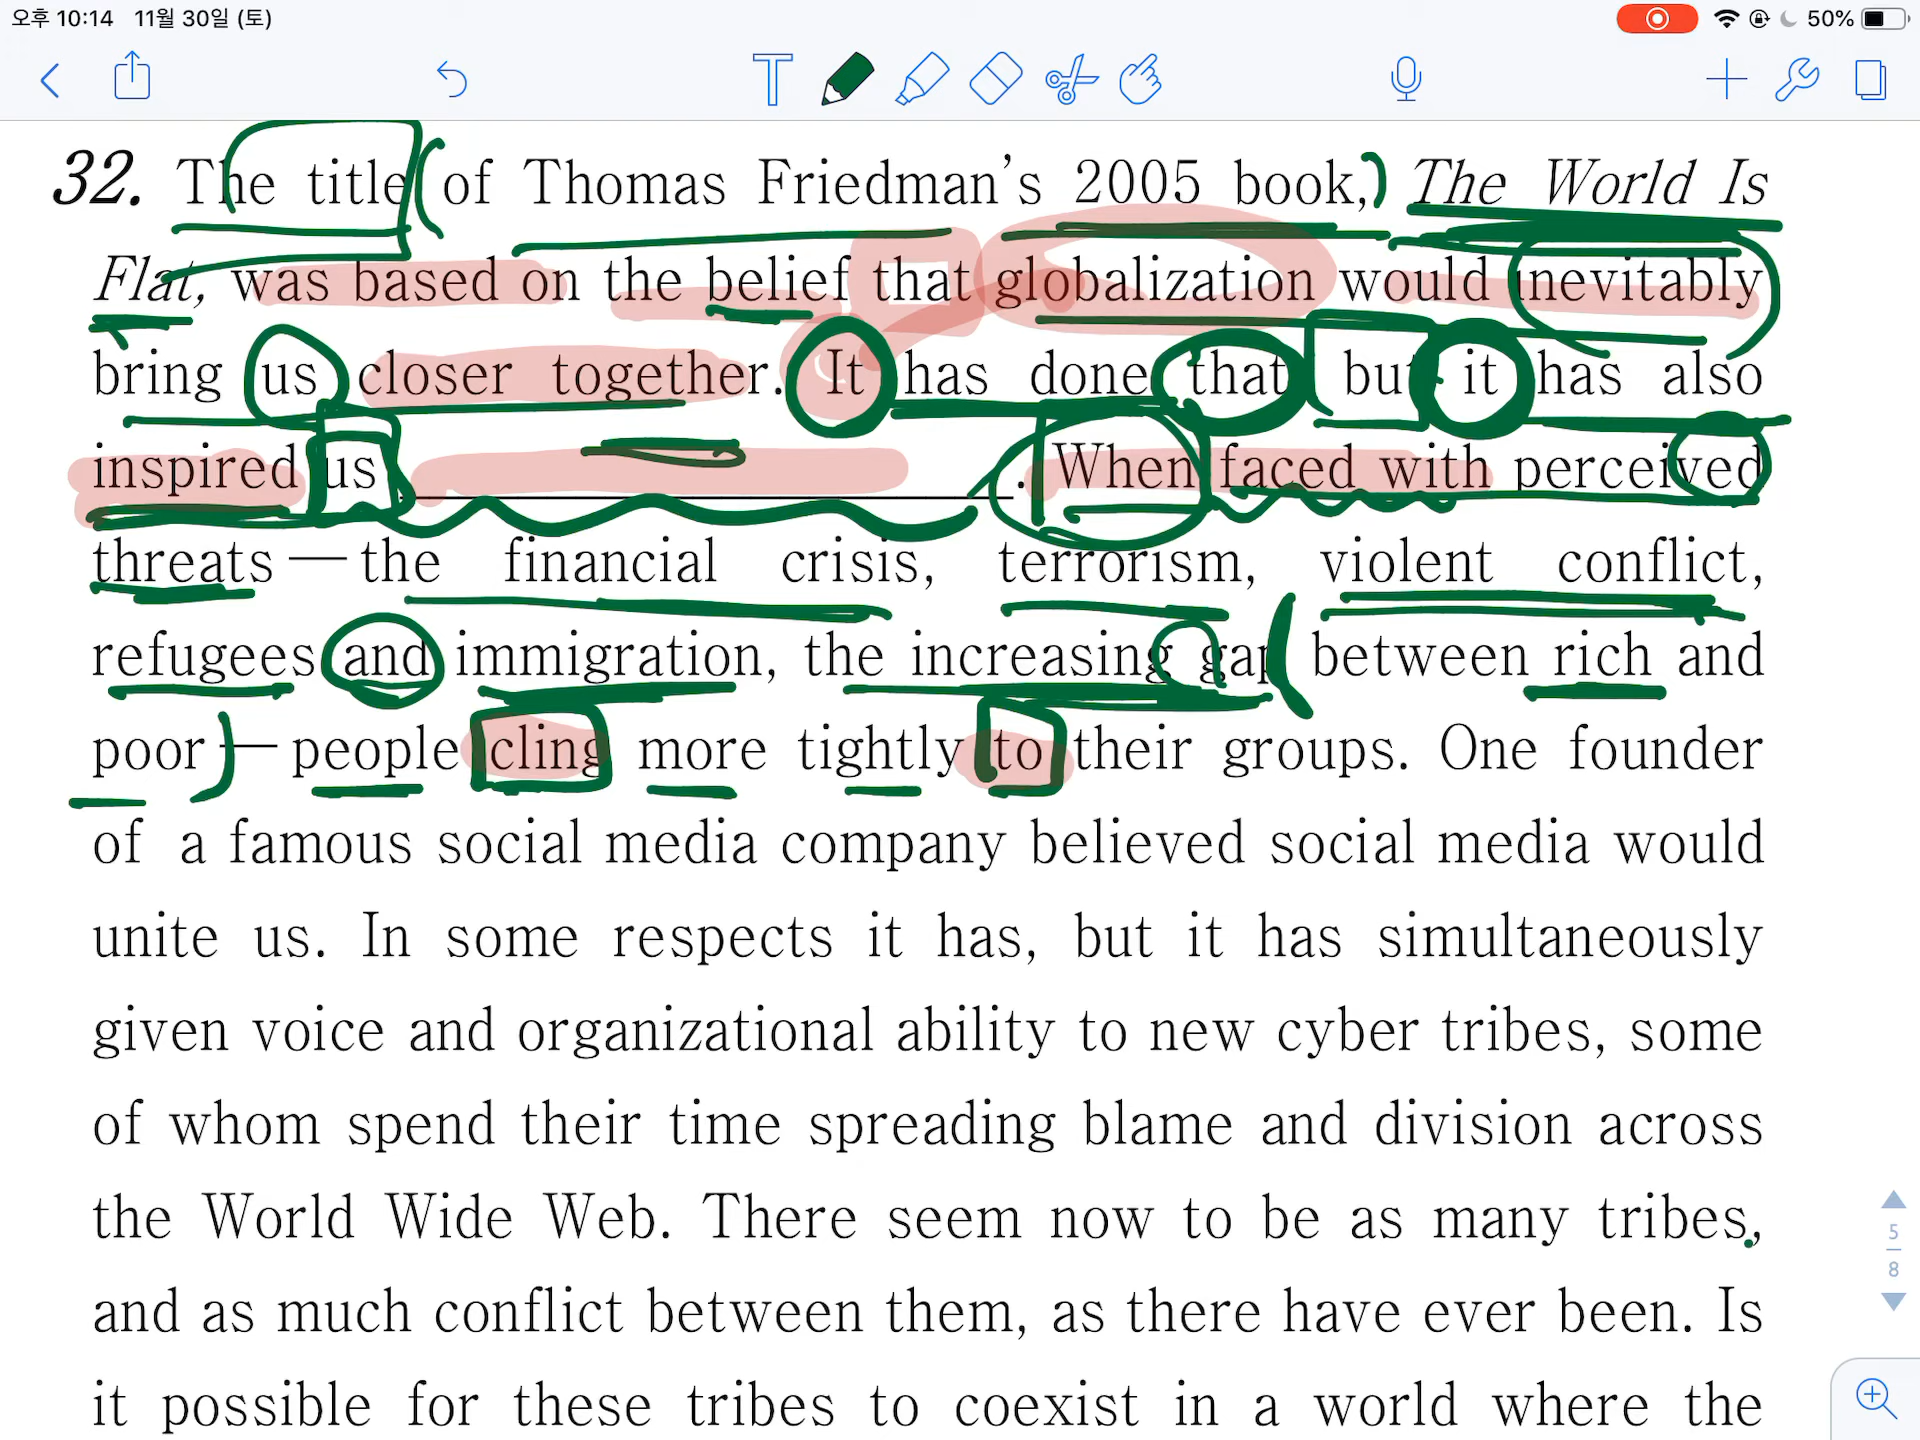 오후 10:14 11월 30일 (토) 50%
T
32. The title of Thomas Friedman's 2005 book, The World Is
Flat, was based on the belief that globalization would inevitably
bring us closer together. It has done that but it has also
inspired us ____________. When faced with perceived
threats — the financial crisis, terrorism, violent conflict,
refugees and immigration, the increasing gap between rich and
poor — people cling more tightly to their groups. One founder
of a famous social media company believed social media would
unite us. In some respects it has, but it has simultaneously
given voice and organizational ability to new cyber tribes, some
of whom spend their time spreading blame and division across
the World Wide Web. There seem now to be as many tribes,
and as much conflict between them, as there have ever been. Is
it possible for these tribes to coexist in a world where the
5
8